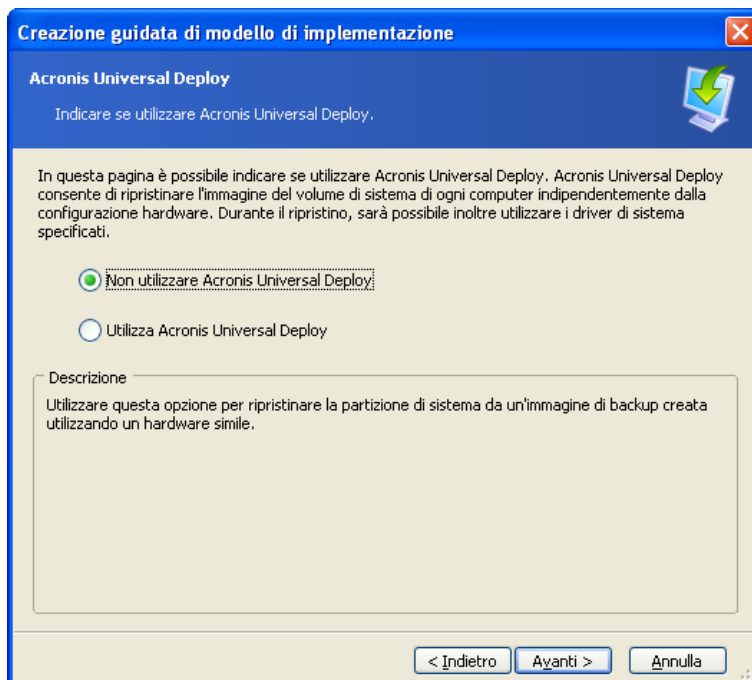 Creazione guidata di modello di implementazione
Acronis Universal Deploy
Indicare se utilizzare Acronis Universal Deploy.
In questa pagina è possibile indicare se utilizzare Acronis Universal Deploy. Acronis Universal Deploy
consente di ripristinare l'immagine del volume di sistema di ogni computer indipendentemente dalla
configurazione hardware. Durante il ripristino, sarà possibile inoltre utilizzare i driver di sistema
specificati.
Non utilizzare Acronis Universal Deploy
Utilizza Acronis Universal Deploy
Descrizione
Utilizzare questa opzione per ripristinare la partizione di sistema da un'immagine di backup creata
utilizzando un hardware simile.
< Indietro Avanti > Annulla